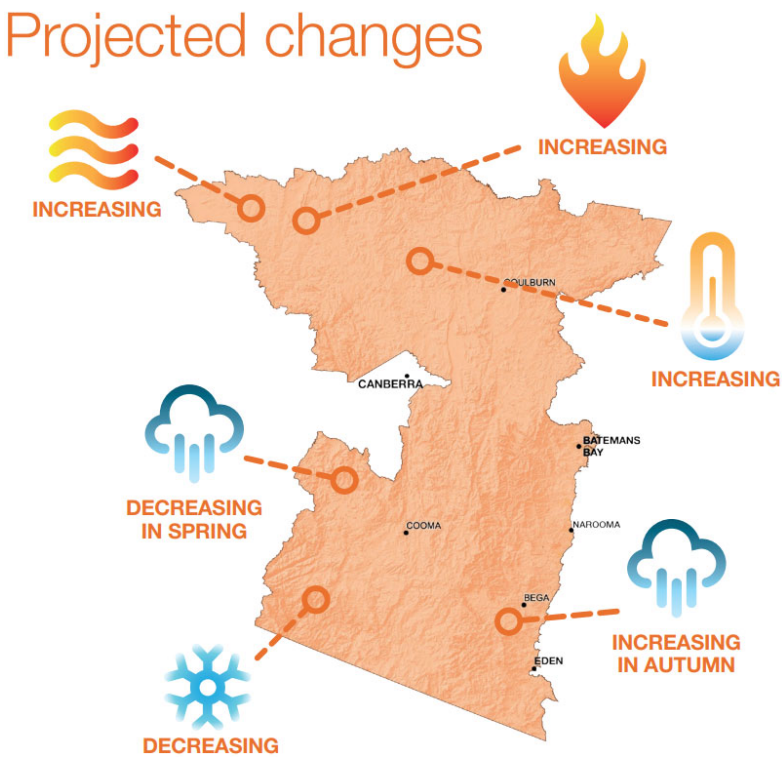 Projected changes
INCREASING
INCREASING
GOULBURN
INCREASING
CANBERRA
BATEMANS
BAY
DECREASING
IN SPRING
COOMA
NAROOMA
BEGA
INCREASING
IN AUTUMN
EDEN
DECREASING